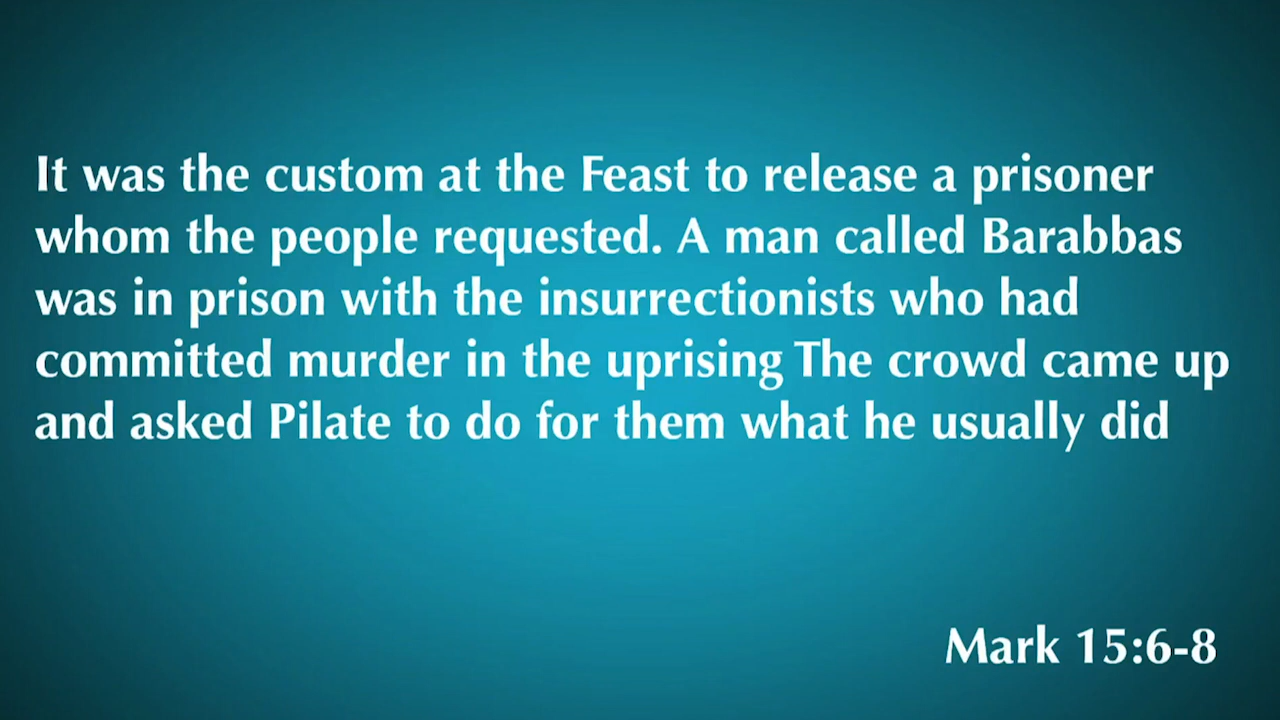 It was the custom at the Feast to release a prisoner
whom the people requested. A man called Barabbas
was in prison with the insurrectionists who had
committed murder in the uprising The crowd came up
and asked Pilate to do for them what he usually did
Mark 15:6-8